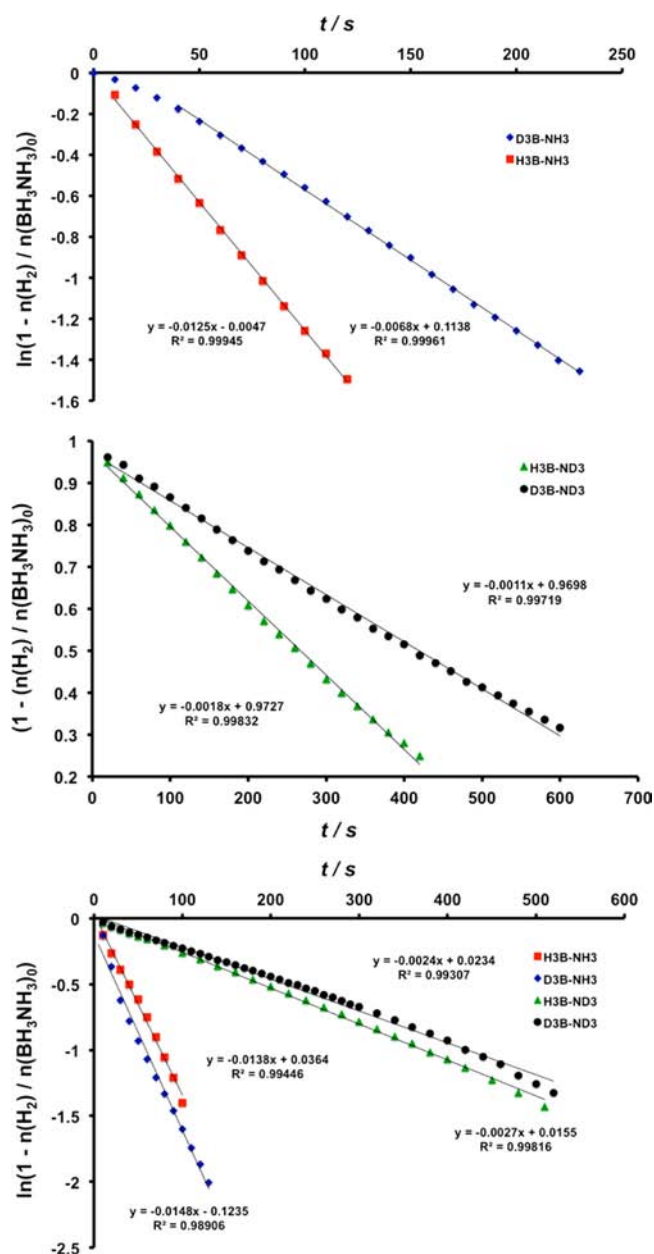 t / s
0 50 100 150 200 250
0
-0.2
-0.4
-0.6
-0.8
-1
-1.2
-1.4
-1.6
ln(1 - n(H₂) / n(BH₃NH₃)₀)
D3B-NH3
H3B-NH3
y = -0.0125x - 0.0047
R² = 0.99945
y = -0.0068x + 0.1138
R² = 0.99961
1
0.9
0.8
0.7
0.6
0.5
0.4
0.3
0.2
(1 - (n(H₂) / n(BH₃NH₃)₀)
H3B-ND3
D3B-ND3
y = -0.0011x + 0.9698
R² = 0.99719
y = -0.0018x + 0.9727
R² = 0.99832
0 100 200 300 400 500 600 700
t / s
t / s
0 100 200 300 400 500 600
0
-0.5
-1
-1.5
-2
-2.5
ln(1 - n(H₂) / n(BH₃NH₃)₀)
H3B-NH3
D3B-NH3
H3B-ND3
D3B-ND3
y = -0.0024x + 0.0234
R² = 0.99307
y = -0.0138x + 0.0364
R² = 0.99446
y = -0.0027x + 0.0155
R² = 0.99816
y = -0.0148x - 0.1235
R² = 0.98906